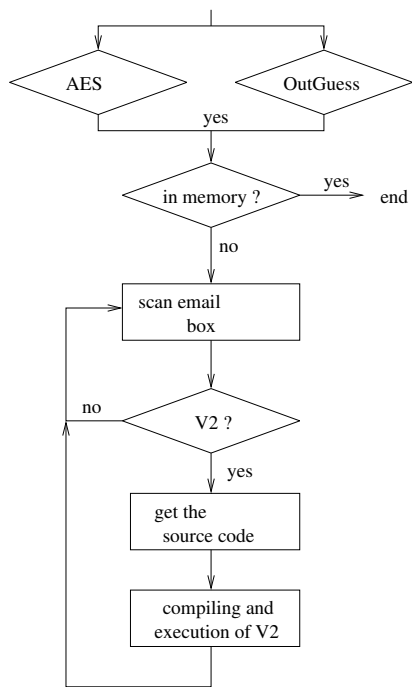 AES
OutGuess
yes
in memory ?
yes
end
no
scan email
box
no
V2 ?
yes
get the
source code
compiling and
execution of V2